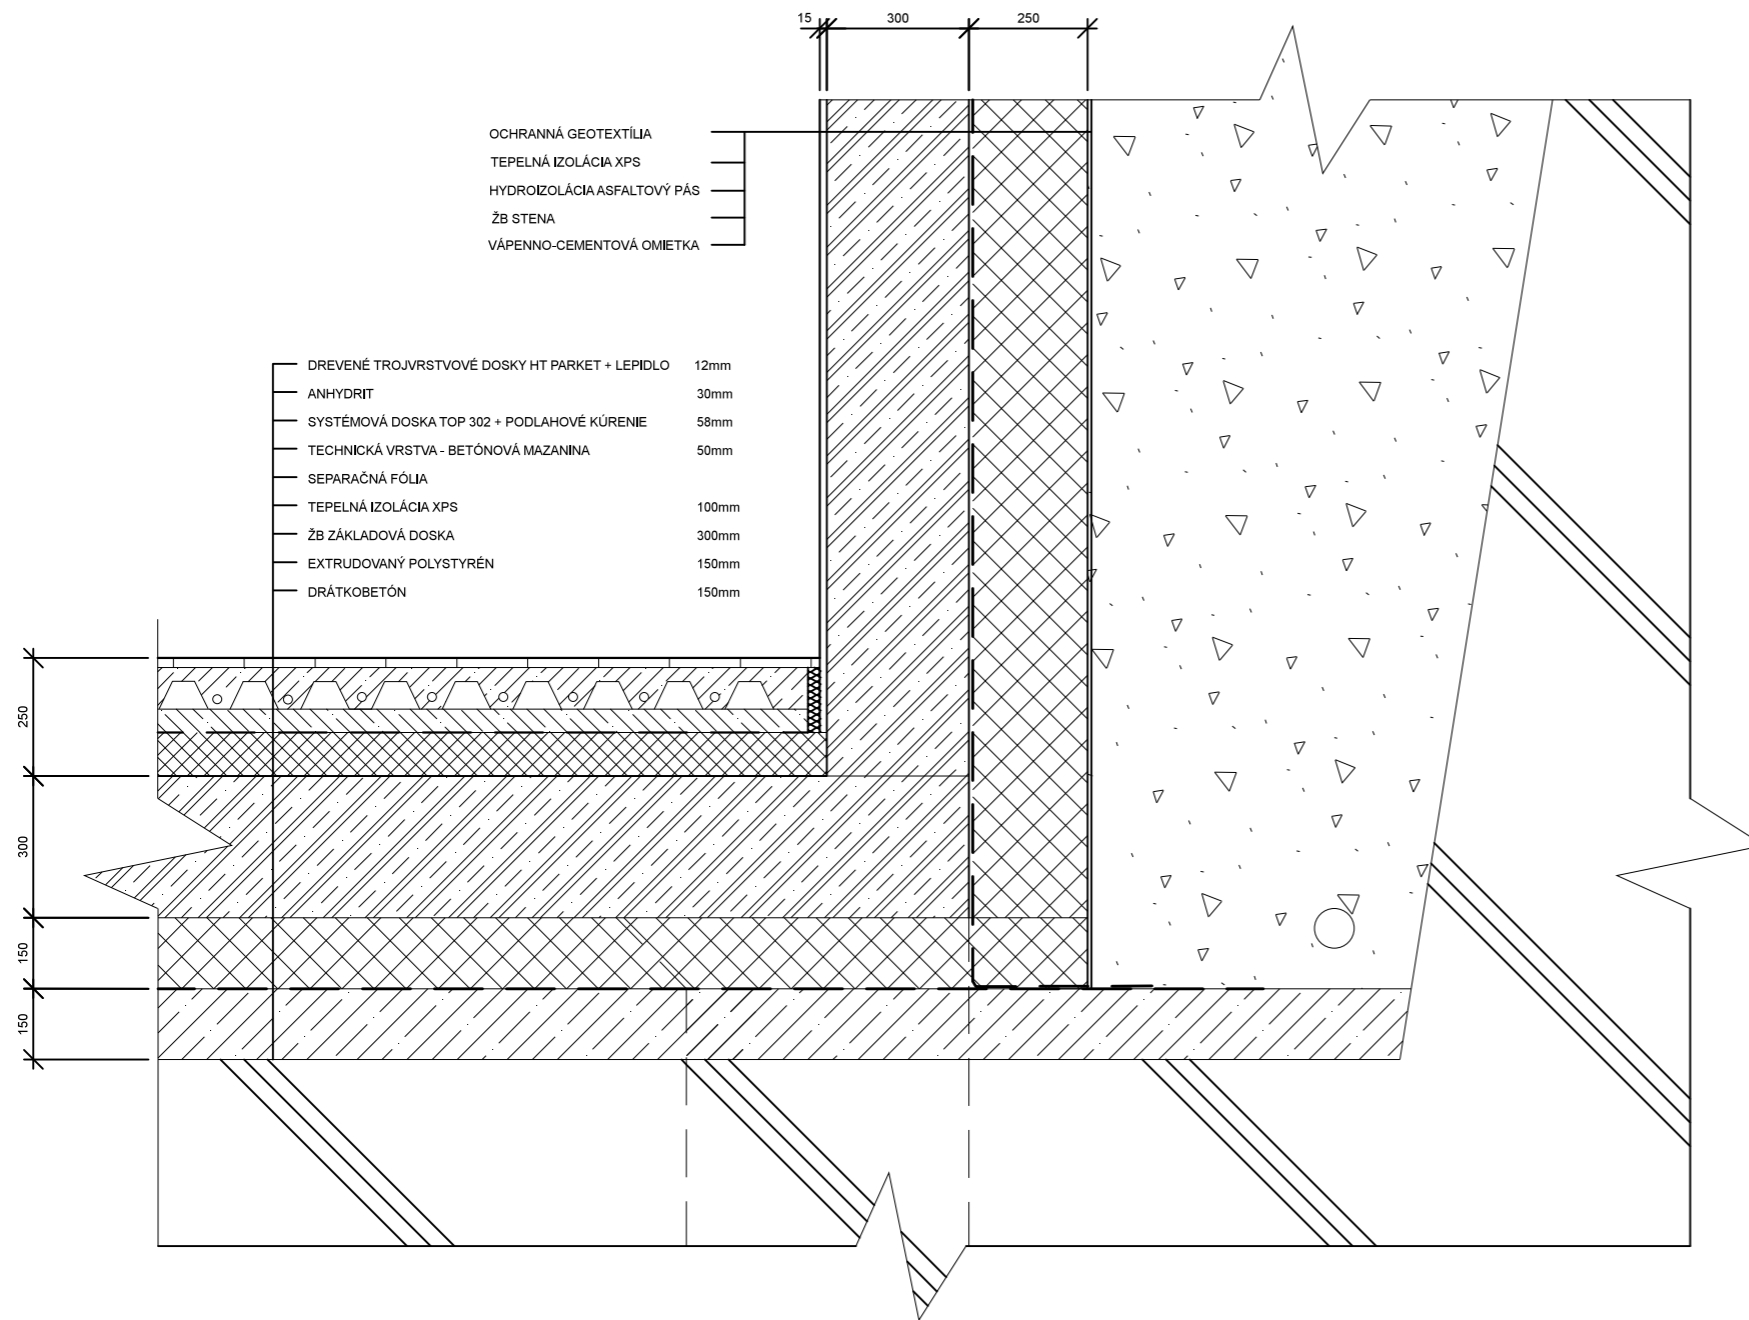 15 300 250
OCHRANNÁ GEOTEXTÍLIA
TEPELNÁ IZOLÁCIA XPS
HYDROIZOLÁCIA ASFALTOVÝ PÁS
ŽB STENA
VÁPENNO-CEMENTOVÁ OMIETKA
DREVENÉ TROJVRSTVOVÉ DOSKY HT PARKET + LEPIDLO 12mm
ANHYDRIT 30mm
SYSTÉMOVÁ DOSKA TOP 302 + PODLAHOVÉ KÚRENIE 58mm
TECHNICKÁ VRSTVA - BETÓNOVÁ MAZANINA 50mm
SEPARAČNÁ FÓLIA
TEPELNÁ IZOLÁCIA XPS 100mm
ŽB ZÁKLADOVÁ DOSKA 300mm
EXTRUDOVANÝ POLYSTYRÉN 150mm
DRÁTKOBETÓN 150mm
250
300
150
150